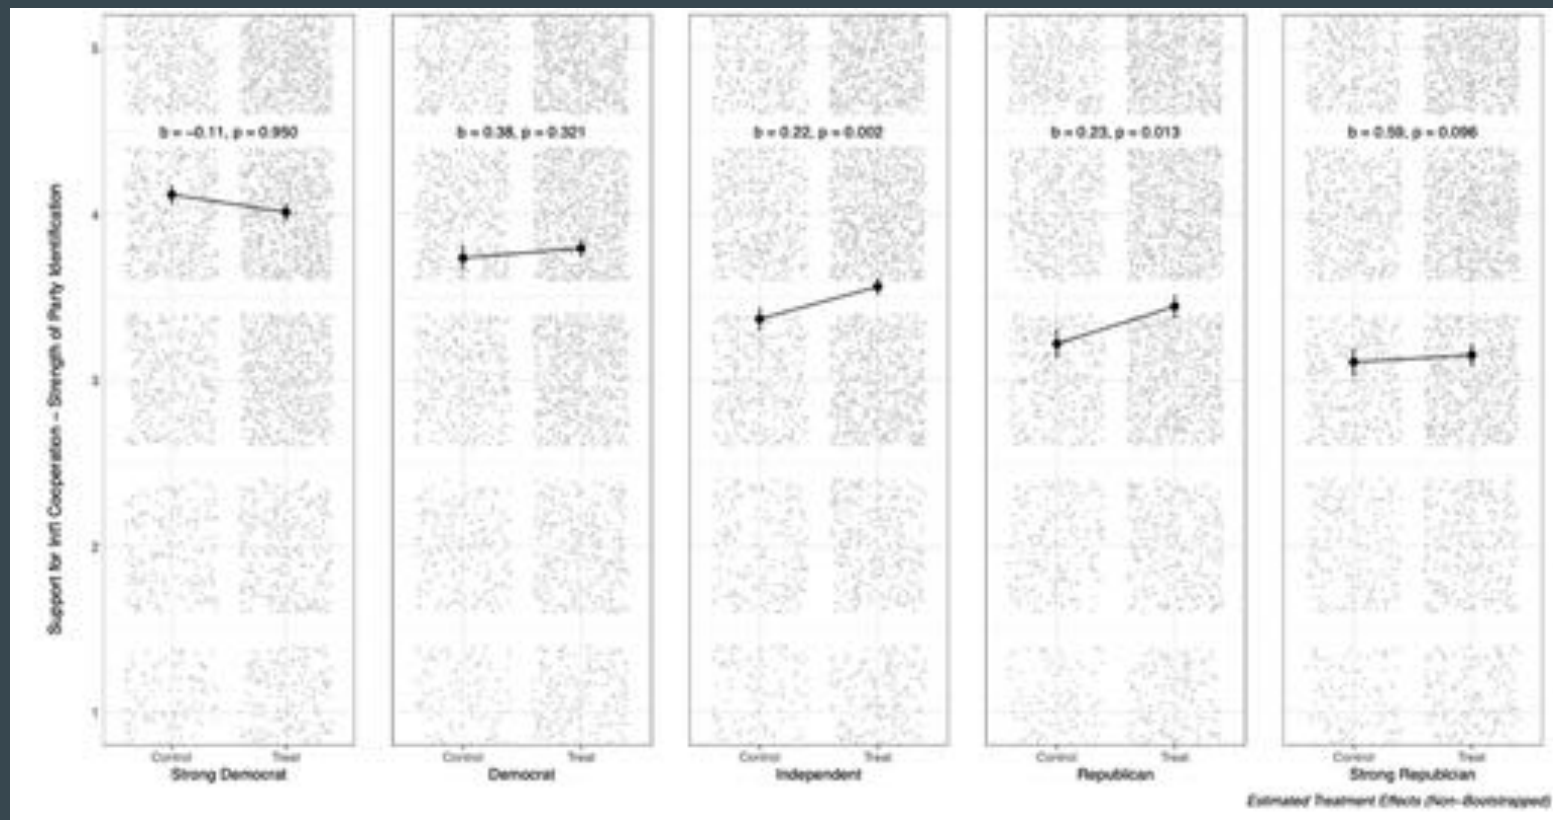 Support for Int'l Cooperation – Strength of Party Identification
5
4
3
2
1
b = −0.11, p = 0.950
b = 0.38, p = 0.321
b = 0.22, p = 0.002
b = 0.23, p = 0.013
b = 0.59, p = 0.096
Control Treat Control Treat Control Treat Control Treat Control Treat
Strong Democrat Democrat Independent Republican Strong Republcian
Estimated Treatment Effects (Non−Bootstrapped)